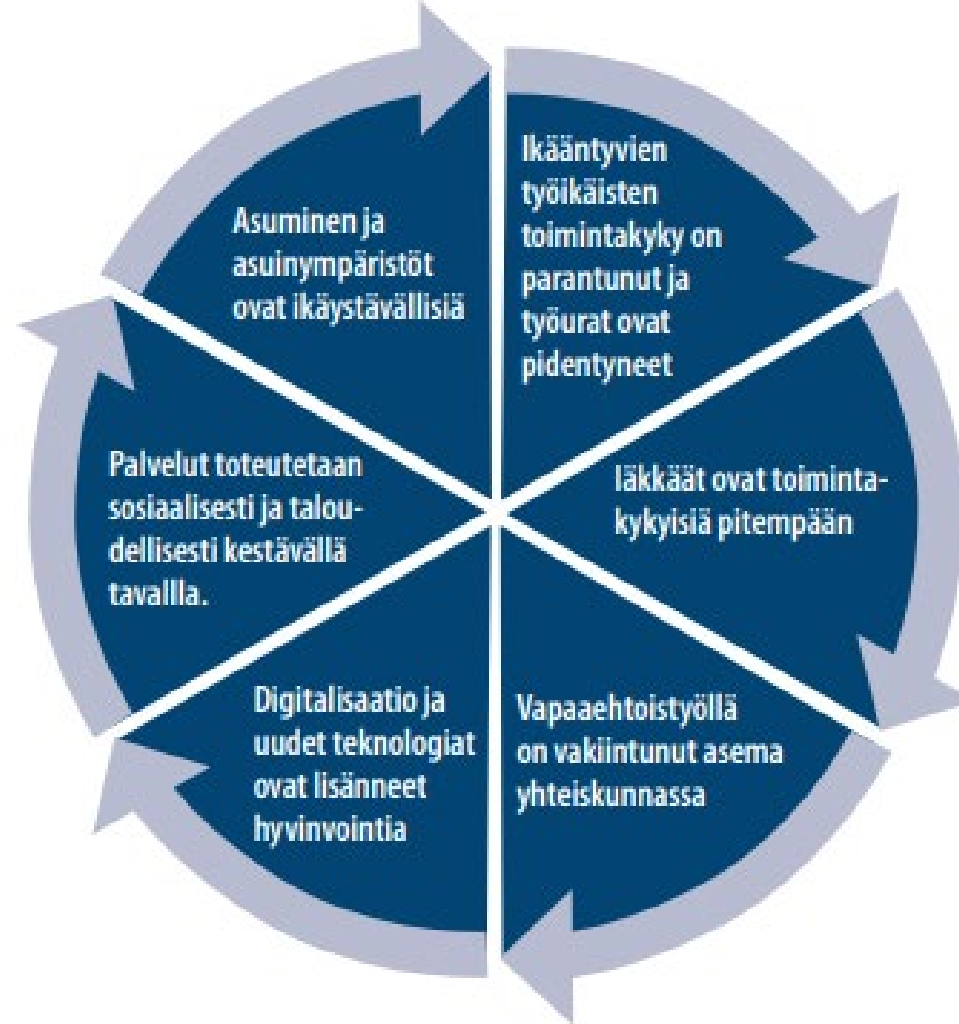 Ikääntyvien
työikäisten
toimintakyky on
parantunut ja
työurat ovat
pidentyneet
Iäkkäät ovat toiminta-
kykyisiä pitempään
Vapaaehtoistyöllä
on vakiintunut asema
yhteiskunnassa
Digitalisaatio ja
uudet teknologiat
ovat lisänneet
hyvinvointia
Palvelut toteutetaan
sosiaalisesti ja talou-
dellisesti kestävällä
tavallla.
Asuminen ja
asuinympäristöt
ovat ikäystävällisiä